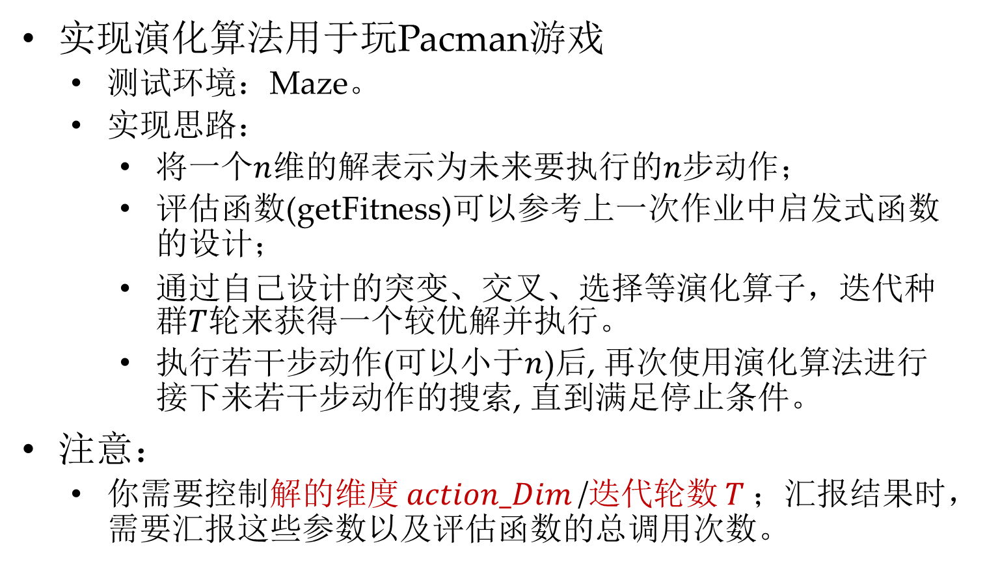 • 实现演化算法用于玩Pacman游戏
• 测试环境：Maze。
• 实现思路：
• 将一个n维的解表示为未来要执行的n步动作；
• 评估函数(getFitness)可以参考上一次作业中启发式函数
的设计；
• 通过自己设计的突变、交叉、选择等演化算子，迭代种
群T轮来获得一个较优解并执行。
• 执行若干步动作(可以小于n)后, 再次使用演化算法进行
接下来若干步动作的搜索, 直到满足停止条件。
• 注意：
• 你需要控制解的维度 action_Dim /迭代轮数 T ；汇报结果时，
需要汇报这些参数以及评估函数的总调用次数。